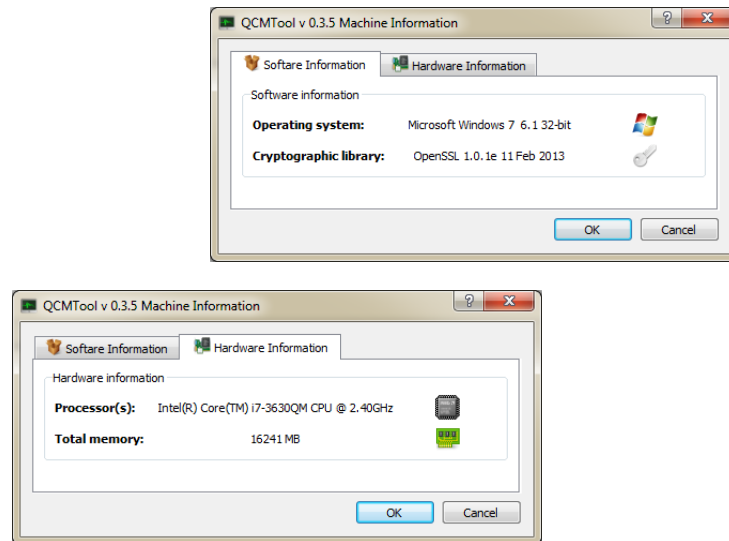 QCMTool v 0.3.5 Machine Information
Softare Information Hardware Information
Software information
Operating system: Microsoft Windows 7 6.1 32-bit
Cryptographic library: OpenSSL 1.0.1e 11 Feb 2013
OK Cancel
QCMTool v 0.3.5 Machine Information
Softare Information Hardware Information
Hardware information
Processor(s): Intel(R) Core(TM) i7-3630QM CPU @ 2.40GHz
Total memory: 16241 MB
OK Cancel